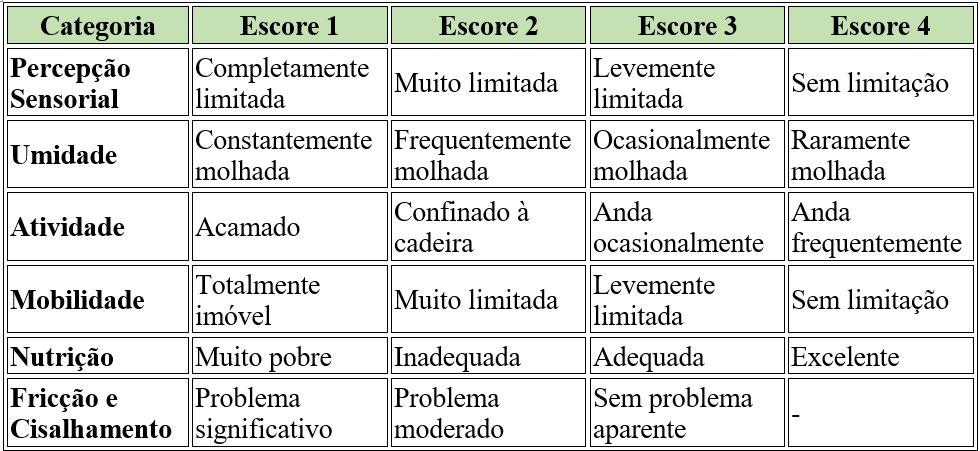 Categoria Escore 1 Escore 2 Escore 3 Escore 4
Percepção Sensorial Completamente limitada Muito limitada Levemente limitada Sem limitação
Umidade Constantemente molhada Frequentemente molhada Ocasionalmente molhada Raramente molhada
Atividade Acamado Confinado à cadeira Anda ocasionalmente Anda frequentemente
Mobilidade Totalmente imóvel Muito limitada Levemente limitada Sem limitação
Nutrição Muito pobre Inadequada Adequada Excelente
Fricção e Cisalhamento Problema significativo Problema moderado Sem problema aparente -